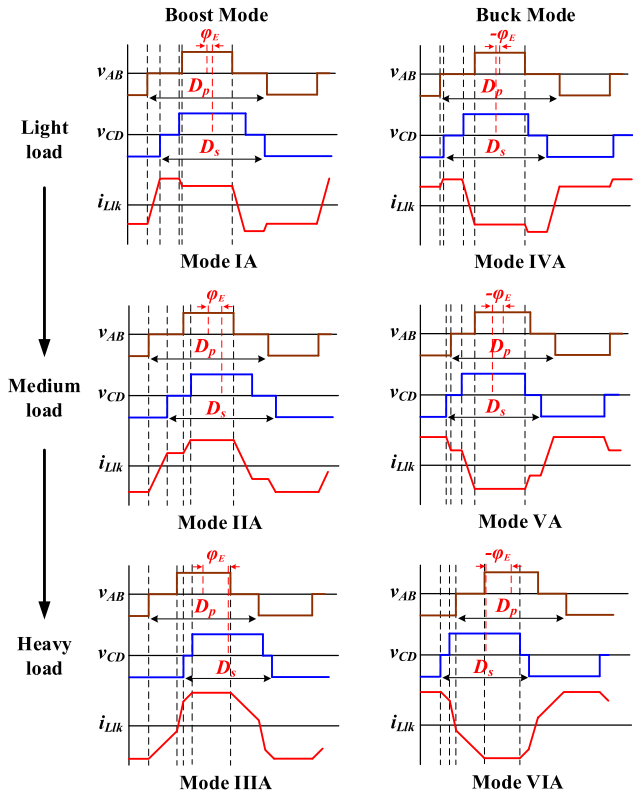 Boost Mode
Buck Mode
Light load
Medium load
Heavy load
φE
vAB
Dp
vCD
Ds
iLlk
Mode IA
-φE
vAB
Dp
vCD
Ds
iLlk
Mode IVA
φE
vAB
Dp
vCD
Ds
iLlk
Mode IIA
-φE
vAB
Dp
vCD
Ds
iLlk
Mode VA
φE
vAB
Dp
vCD
Ds
iLlk
Mode IIIA
-φE
vAB
Dp
vCD
Ds
iLlk
Mode VIA